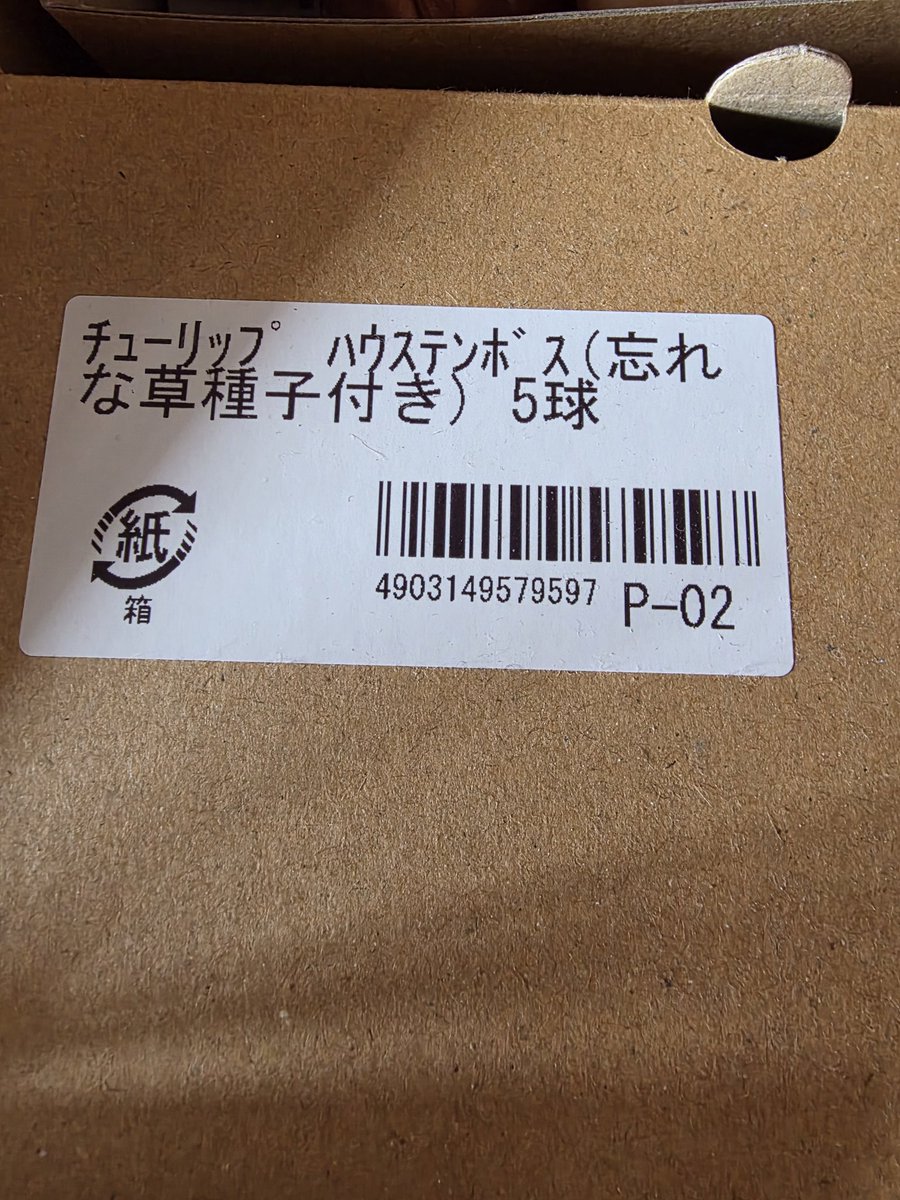 ﾁｭｰﾘｯﾌﾟ　ﾊｳｽﾃﾝﾎﾞｽ(忘れ
な草種子付き) 5球
紙
箱
4903149579597 P-02